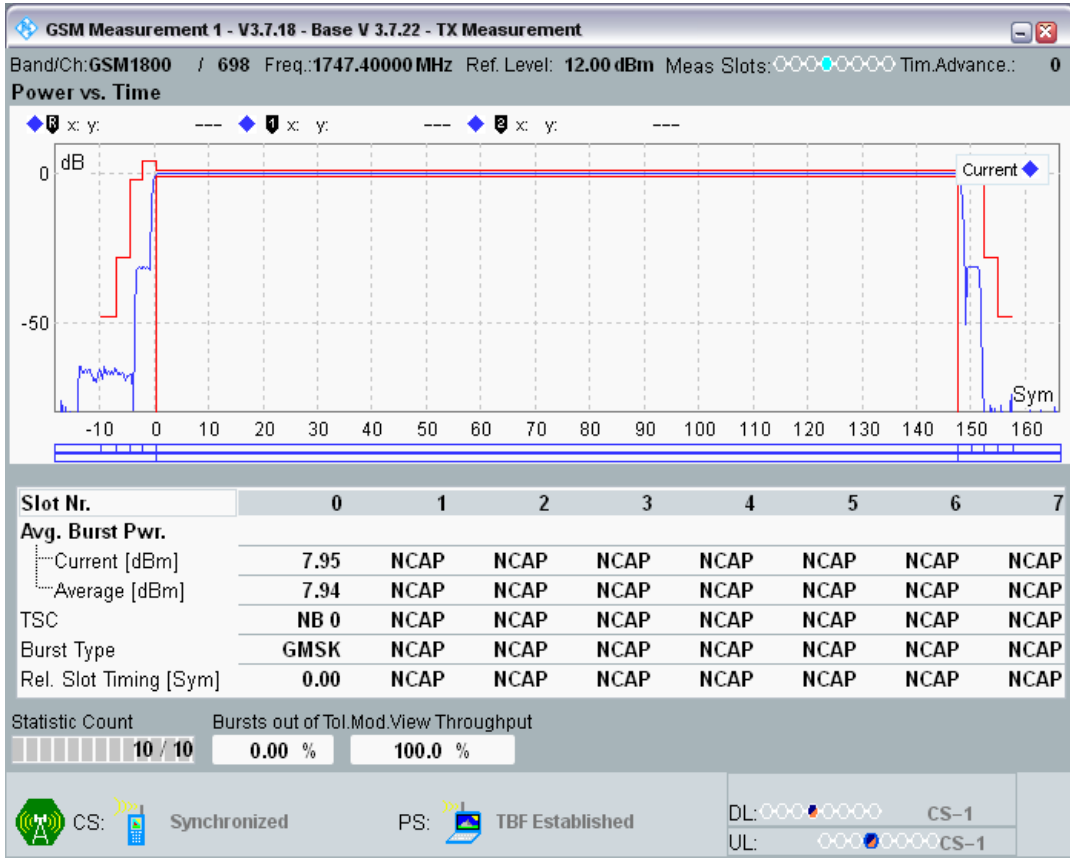 GSM Measurement 1 - V3.7.18 - Base V 3.7.22 - TX Measurement
Band/Ch:GSM1800 / 698 Freq.:1747.40000 MHz Ref. Level: 12.00 dBm Meas Slots: Tim.Advance.: 0
Power vs. Time
R x: y: --- 1 x: y: --- 2 x: y: ---
dB
Current
0
-50
Sym
-10 0 10 20 30 40 50 60 70 80 90 100 110 120 130 140 150 160
Slot Nr. 0 1 2 3 4 5 6 7
Avg. Burst Pwr.
Current [dBm] 7.95 NCAP NCAP NCAP NCAP NCAP NCAP NCAP
Average [dBm] 7.94 NCAP NCAP NCAP NCAP NCAP NCAP NCAP
TSC NB 0 NCAP NCAP NCAP NCAP NCAP NCAP NCAP
Burst Type GMSK NCAP NCAP NCAP NCAP NCAP NCAP NCAP
Rel. Slot Timing [Sym] 0.00 NCAP NCAP NCAP NCAP NCAP NCAP NCAP
Statistic Count Bursts out of Tol.Mod.View Throughput
10 / 10 0.00 % 100.0 %
CS: Synchronized PS: TBF Established
DL: CS-1
UL: CS-1